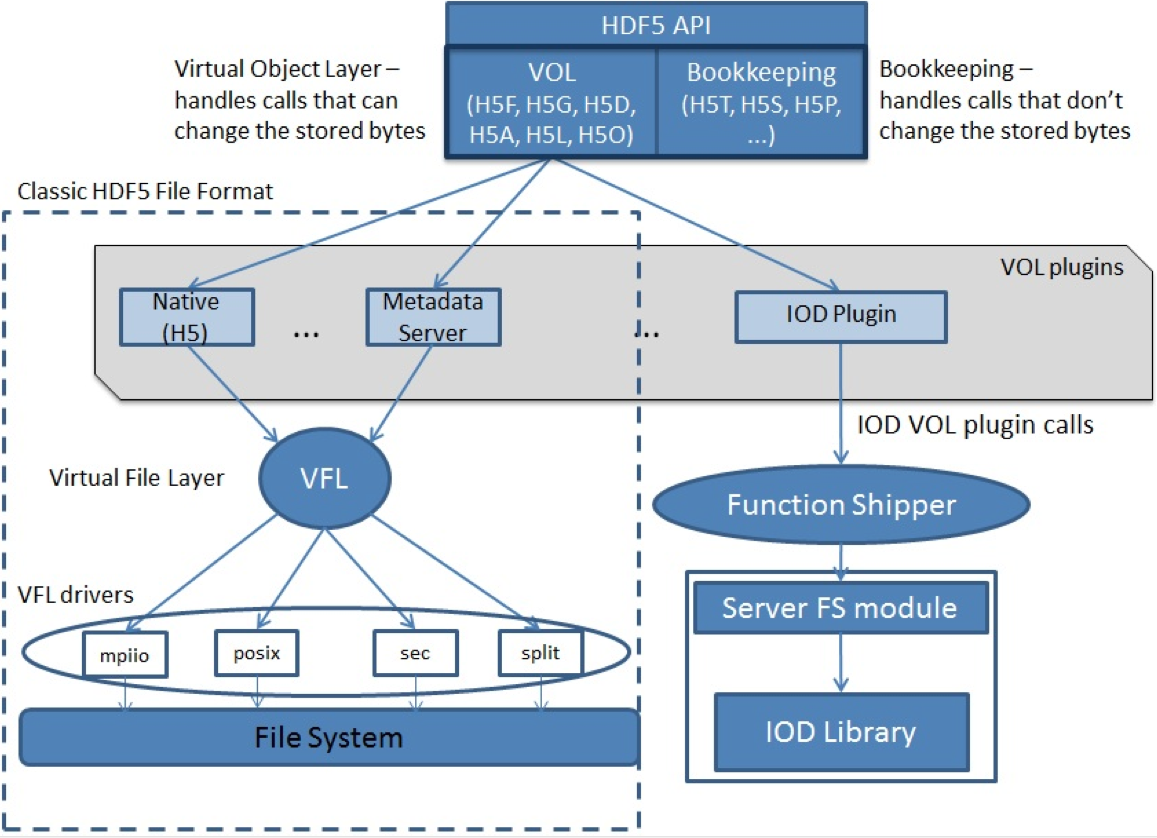 HDF5 API
Virtual Object Layer –
handles calls that can
change the stored bytes
VOL
(H5F, H5G, H5D,
H5A, H5L, H5O)
Bookkeeping
(H5T, H5S, H5P,
...)
Bookkeeping –
handles calls that don't
change the stored bytes
Classic HDF5 File Format
VOL plugins
Native
(H5)
...
Metadata
Server
...
IOD Plugin
IOD VOL plugin calls
Virtual File Layer
VFL
Function Shipper
VFL drivers
mpiio
posix
sec
split
Server FS module
File System
IOD Library